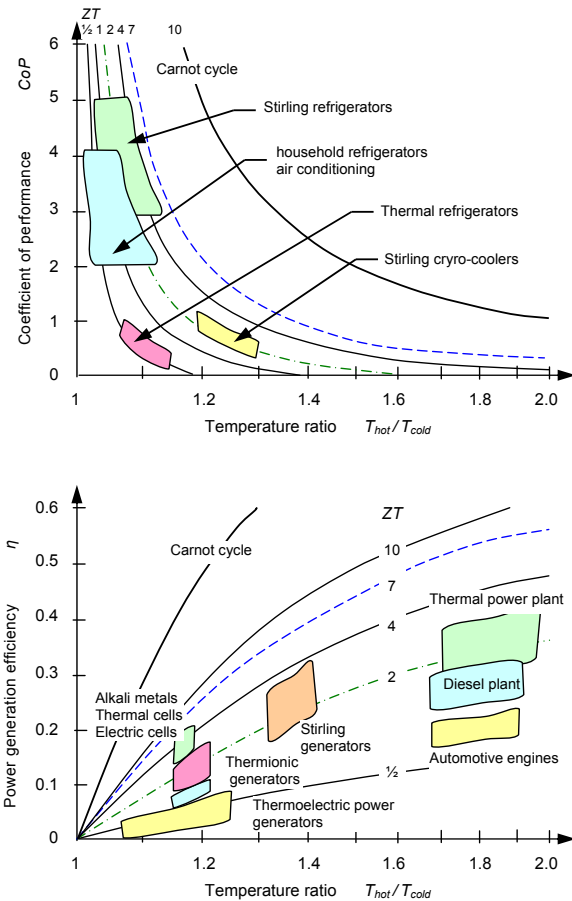 ZT
½ 1 2 4 7 10
6
Carnot cycle
CoP
5
Stirling refrigerators
4
household refrigerators
air conditioning
3
Thermal refrigerators
Coefficient of performance
2
Stirling cryro-coolers
1
0
1 1.2 1.4 1.6 1.8 2.0
Temperature ratio T_hot / T_cold
0.6
ZT
η
Carnot cycle
10
0.5
7
Thermal power plant
0.4
4
0.3
2
Diesel plant
Alkali metals
Thermal cells
Electric cells
0.2
Stirling
generators
Power generation efficiency
Thermionic
generators
Automotive engines
½
0.1
Thermoelectric power
generators
0
1 1.2 1.4 1.6 1.8 2.0
Temperature ratio T_hot / T_cold